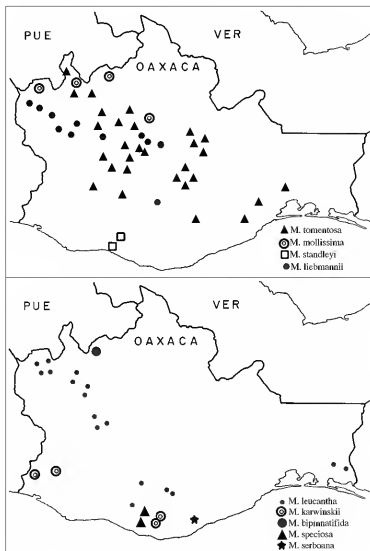 PUE
VER
OAXACA
M. tomentosa
M. mollissima
M. standleyi
M. liebmannii
PUE
VER
OAXACA
M. leucantha
M. karwinskii
M. bipinnatifida
M. speciosa
M. serboana